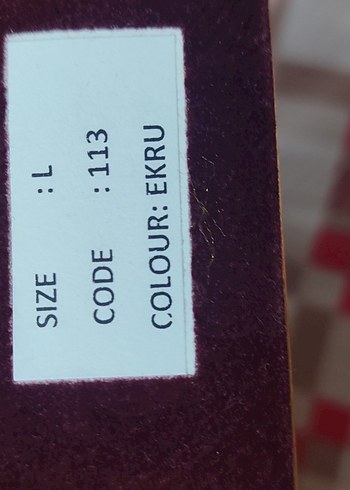 SIZE : L
CODE : 113
COLOUR: EKRU